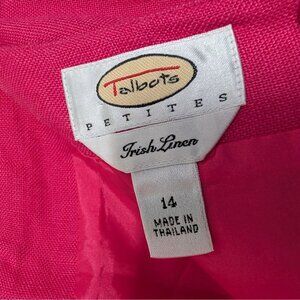 Talbots
PETITES
Irish Linen
14
MADE IN
THAILAND